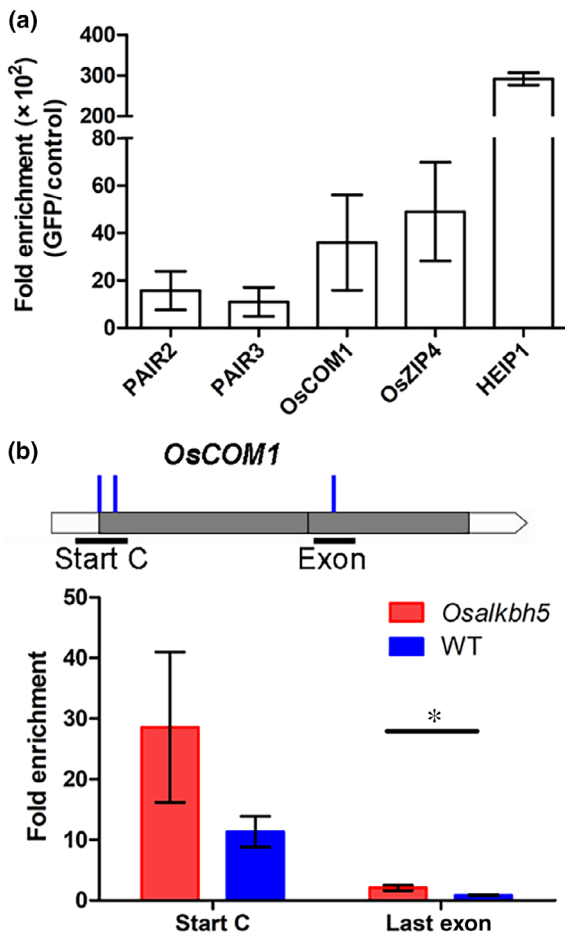 (a)
Fold enrichment (×10²)
(GFP/control)
400
300
200
80
60
40
20
0
PAIR2
PAIR3
OsCOM1
OsZIP4
HEIP1
(b)
OsCOM1
Start C
Exon
Fold enrichment
50
40
30
20
10
0
Osalkbh5
WT
*
Start C
Last exon